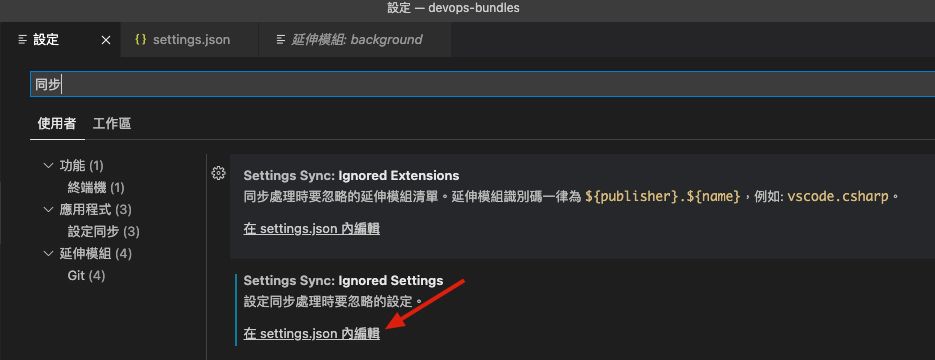 設定 — devops-bundles
設定
settings.json
延伸模組: background
同步
使用者 工作區
功能 (1)
終端機 (1)
應用程式 (3)
設定同步 (3)
延伸模組 (4)
Git (4)
Settings Sync: Ignored Extensions
同步處理時要忽略的延伸模組清單。延伸模組識別碼一律為 ${publisher}.${name}，例如: vscode.csharp。
在 settings.json 內編輯
Settings Sync: Ignored Settings
設定同步處理時要忽略的設定。
在 settings.json 內編輯